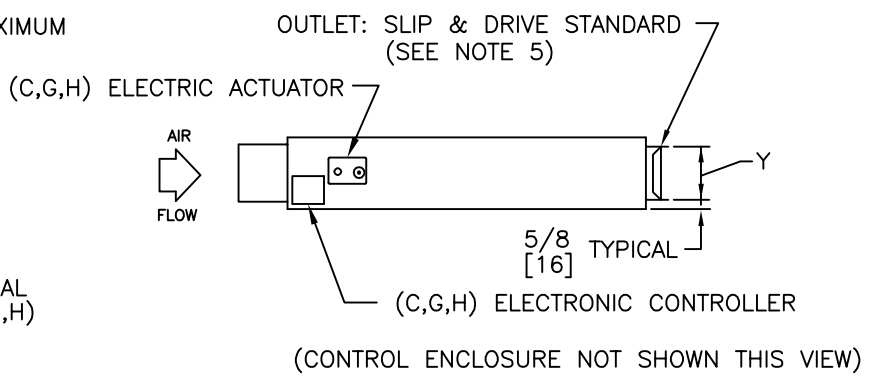 XIMUM
OUTLET: SLIP & DRIVE STANDARD
(SEE NOTE 5)
(C,G,H) ELECTRIC ACTUATOR
AIR
FLOW
Y
5/8
[16] TYPICAL
AL
,H)
(C,G,H) ELECTRONIC CONTROLLER
(CONTROL ENCLOSURE NOT SHOWN THIS VIEW)